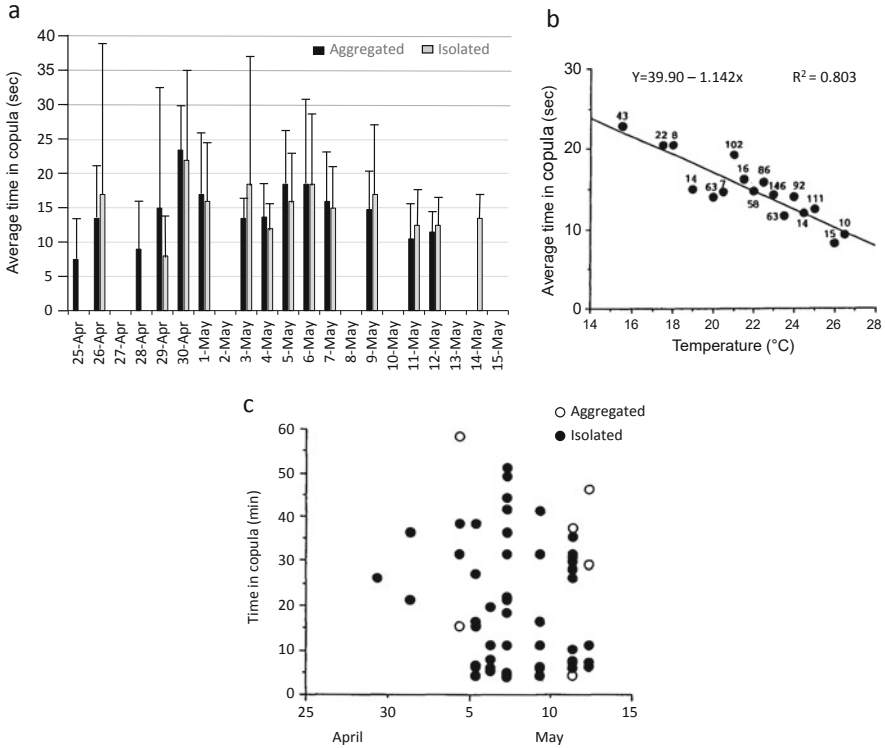 a
Average time in copula (sec)
40
35
30
25
20
15
10
5
0
Aggregated
Isolated
25-Apr
26-Apr
27-Apr
28-Apr
29-Apr
30-Apr
1-May
2-May
3-May
4-May
5-May
6-May
7-May
8-May
9-May
10-May
11-May
12-May
13-May
14-May
15-May
b
Average time in copula (sec)
Y=39.90 – 1.142x
R² = 0.803
30
20
10
0
43
22
8
14
63
7
102
16
58
86
146
63
92
14
111
15
10
14
16
18
20
22
24
26
28
Temperature (°C)
c
Aggregated
Isolated
Time in copula (min)
60
50
40
30
20
10
0
25
30
5
10
15
April
May